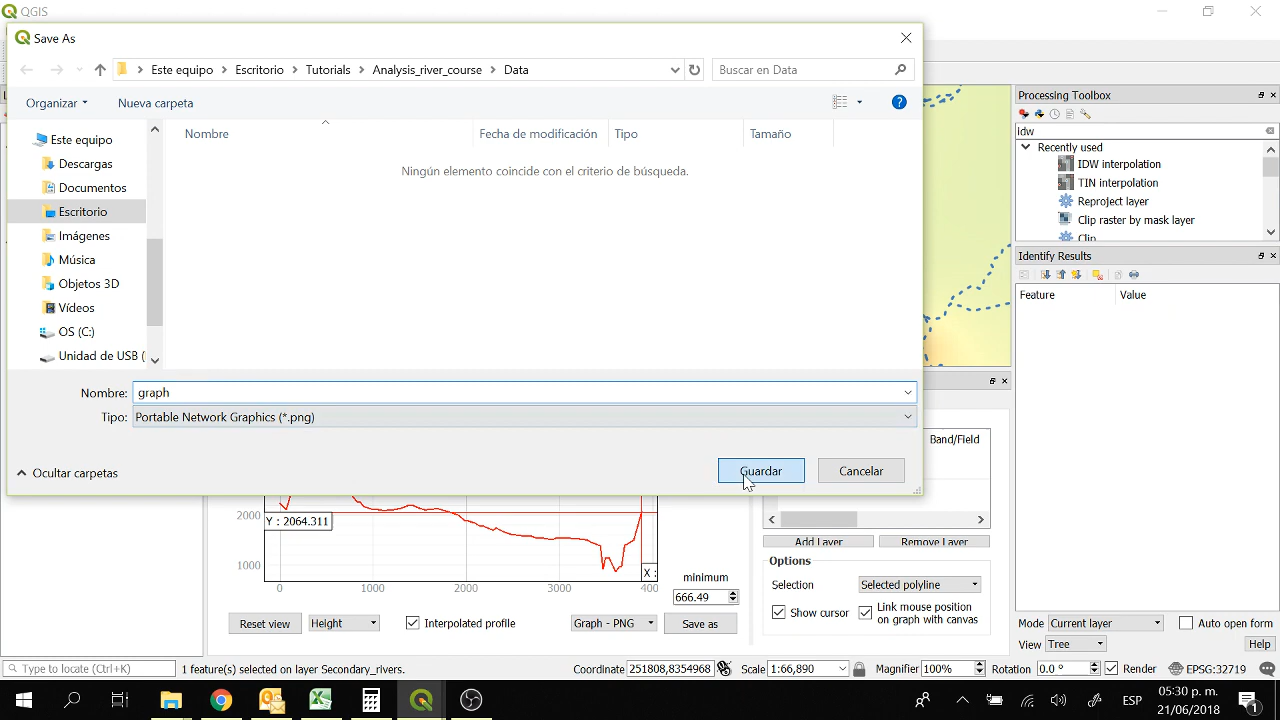 QGIS
Save As
Este equipo
Escritorio
Tutorials
Analysis_river_course
Data
Buscar en Data
Organizar
Nueva carpeta
Processing Toolbox
idw
Recently used
IDW interpolation
TIN interpolation
Reproject layer
Clip raster by mask layer
Clip
Este equipo
Descargas
Documentos
Escritorio
Imágenes
Música
Objetos 3D
Vídeos
OS (C:)
Unidad de USB (
Nombre
Fecha de modificación
Tipo
Tamaño
Ningún elemento coincide con el criterio de búsqueda.
Identify Results
Feature
Value
Nombre:
graph
Tipo:
Portable Network Graphics (*.png)
Ocultar carpetas
Guardar
Cancelar
Band/Field
2000
Y : 2064.311
1000
X :
0
1000
2000
3000
400
minimum
666.49
Add Layer
Remove Layer
Options
Selection
Selected polyline
Show cursor
Link mouse position
on graph with canvas
Reset view
Height
Interpolated profile
Graph - PNG
Save as
Mode
Current layer
Auto open form
View
Tree
Help
Type to locate (Ctrl+K)
1 feature(s) selected on layer Secondary_rivers.
Coordinate
251808,8354968
Scale
1:66,890
Magnifier
100%
Rotation
0.0 °
Render
EPSG:32719
ESP
05:30 p. m.
21/06/2018
1